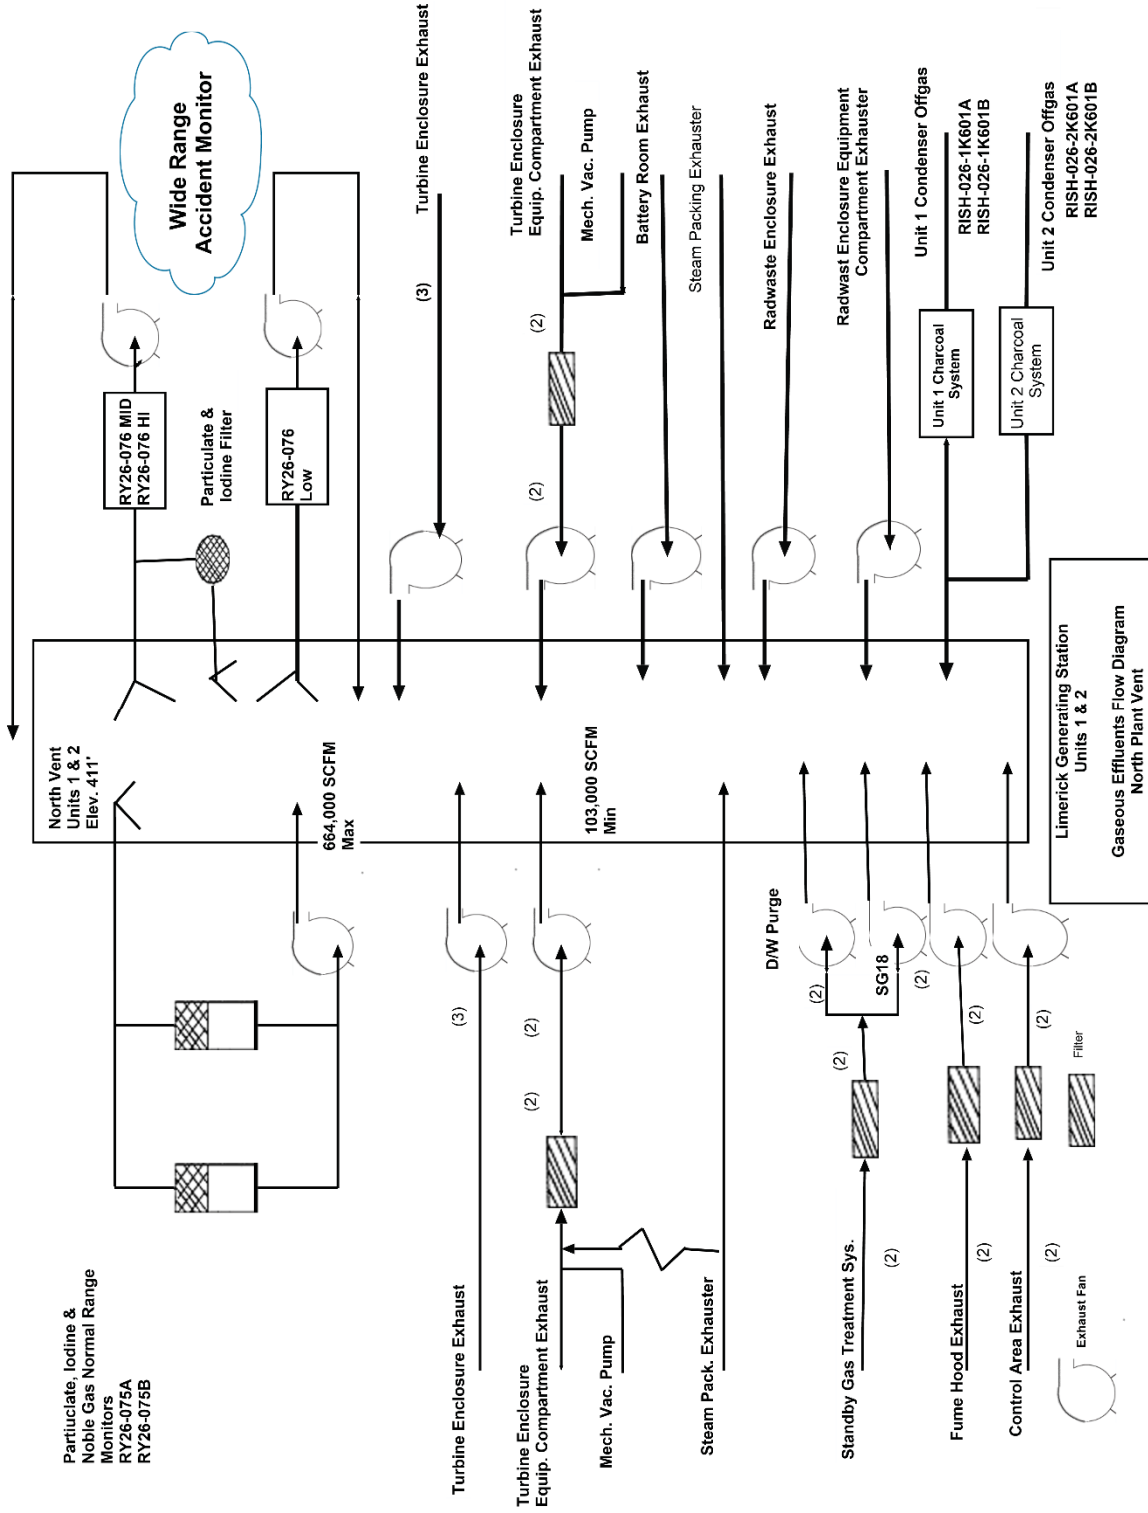 Wide Range
Accident Monitor
RY26-076 MID
RY26-076 HI
Particulate &
Iodine Filter
RY26-076
Low
North Vent
Units 1 & 2
Elev. 411'
664,000 SCFM
Max
103,000 SCFM
Min
Partiuclate, Iodine &
Noble Gas Normal Range
Monitors
RY26-075A
RY26-075B
Turbine Enclosure Exhaust
(3)
Turbine Enclosure
Equip. Compartment Exhaust
Mech. Vac. Pump
(2)
(2)
Battery Room Exhaust
Steam Packing Exhauster
Radwaste Enclosure Exhaust
Radwast Enclosure Equipment
Compartment Exhauster
Unit 1 Condenser Offgas
RISH-026-1K601A
RISH-026-1K601B
Unit 1 Charcoal
System
Unit 2 Condenser Offgas
RISH-026-2K601A
RISH-026-2K601B
Unit 2 Charcoal
System
Turbine Enclosure Exhaust
(3)
Turbine Enclosure
Equip. Compartment Exhaust
Mech. Vac. Pump
(2)
(2)
Steam Pack. Exhauster
D/W Purge
(2)
SG18
(2)
(2)
Standby Gas Treatment Sys.
(2)
Fume Hood Exhaust
(2)
(2)
Control Area Exhaust
(2)
(2)
Exhaust Fan
Filter
Limerick Generating Station
Units 1 & 2
Gaseous Effluents Flow Diagram
North Plant Vent